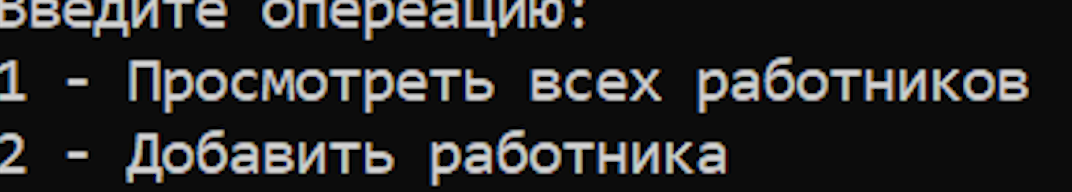 Введите опереацию:
1 - Просмотреть всех работников
2 - Добавить работника